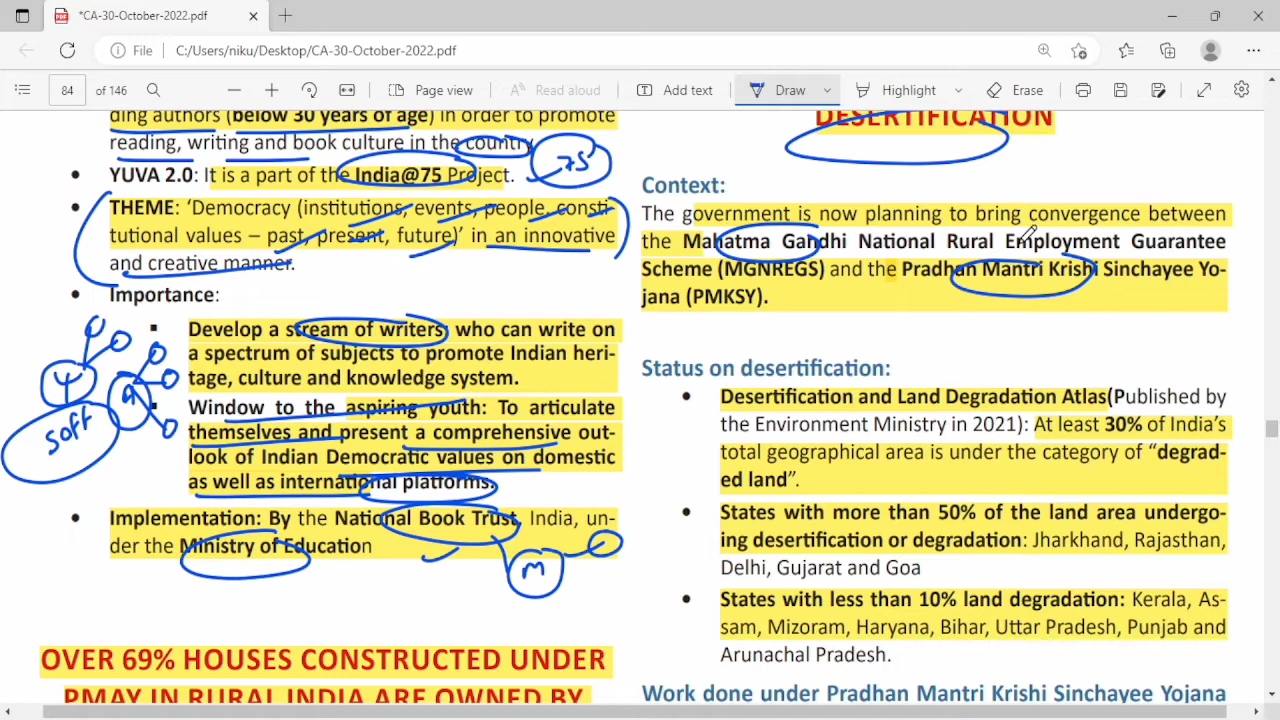 *CA-30-October-2022.pdf
File
C:/Users/niku/Desktop/CA-30-October-2022.pdf
84 of 146
Page view
Read aloud
Add text
Draw
Highlight
Erase
ding authors (below 30 years of age) in order to promote
reading, writing and book culture in the country
75
YUVA 2.0: It is a part of the India@75 Project.
THEME: ‘Democracy (institutions, events, people, consti-
tutional values – past, present, future)’ in an innovative
and creative manner.
Importance:
Develop a stream of writers who can write on
a spectrum of subjects to promote Indian heri-
tage, culture and knowledge system.
Window to the aspiring youth: To articulate
themselves and present a comprehensive out-
look of Indian Democratic values on domestic
as well as international platforms.
soft
Implementation: By the National Book Trust, India, un-
der the Ministry of Education
M
OVER 69% HOUSES CONSTRUCTED UNDER
PMAY IN RURAL INDIA ARE OWNED BY
DESERTIFICATION
Context:
The government is now planning to bring convergence between
the Mahatma Gandhi National Rural Employment Guarantee
Scheme (MGNREGS) and the Pradhan Mantri Krishi Sinchayee Yo-
jana (PMKSY).
Status on desertification:
Desertification and Land Degradation Atlas(Published by
the Environment Ministry in 2021): At least 30% of India’s
total geographical area is under the category of “degrad-
ed land”.
States with more than 50% of the land area undergo-
ing desertification or degradation: Jharkhand, Rajasthan,
Delhi, Gujarat and Goa
States with less than 10% land degradation: Kerala, As-
sam, Mizoram, Haryana, Bihar, Uttar Pradesh, Punjab and
Arunachal Pradesh.
Work done under Pradhan Mantri Krishi Sinchayee Yojana